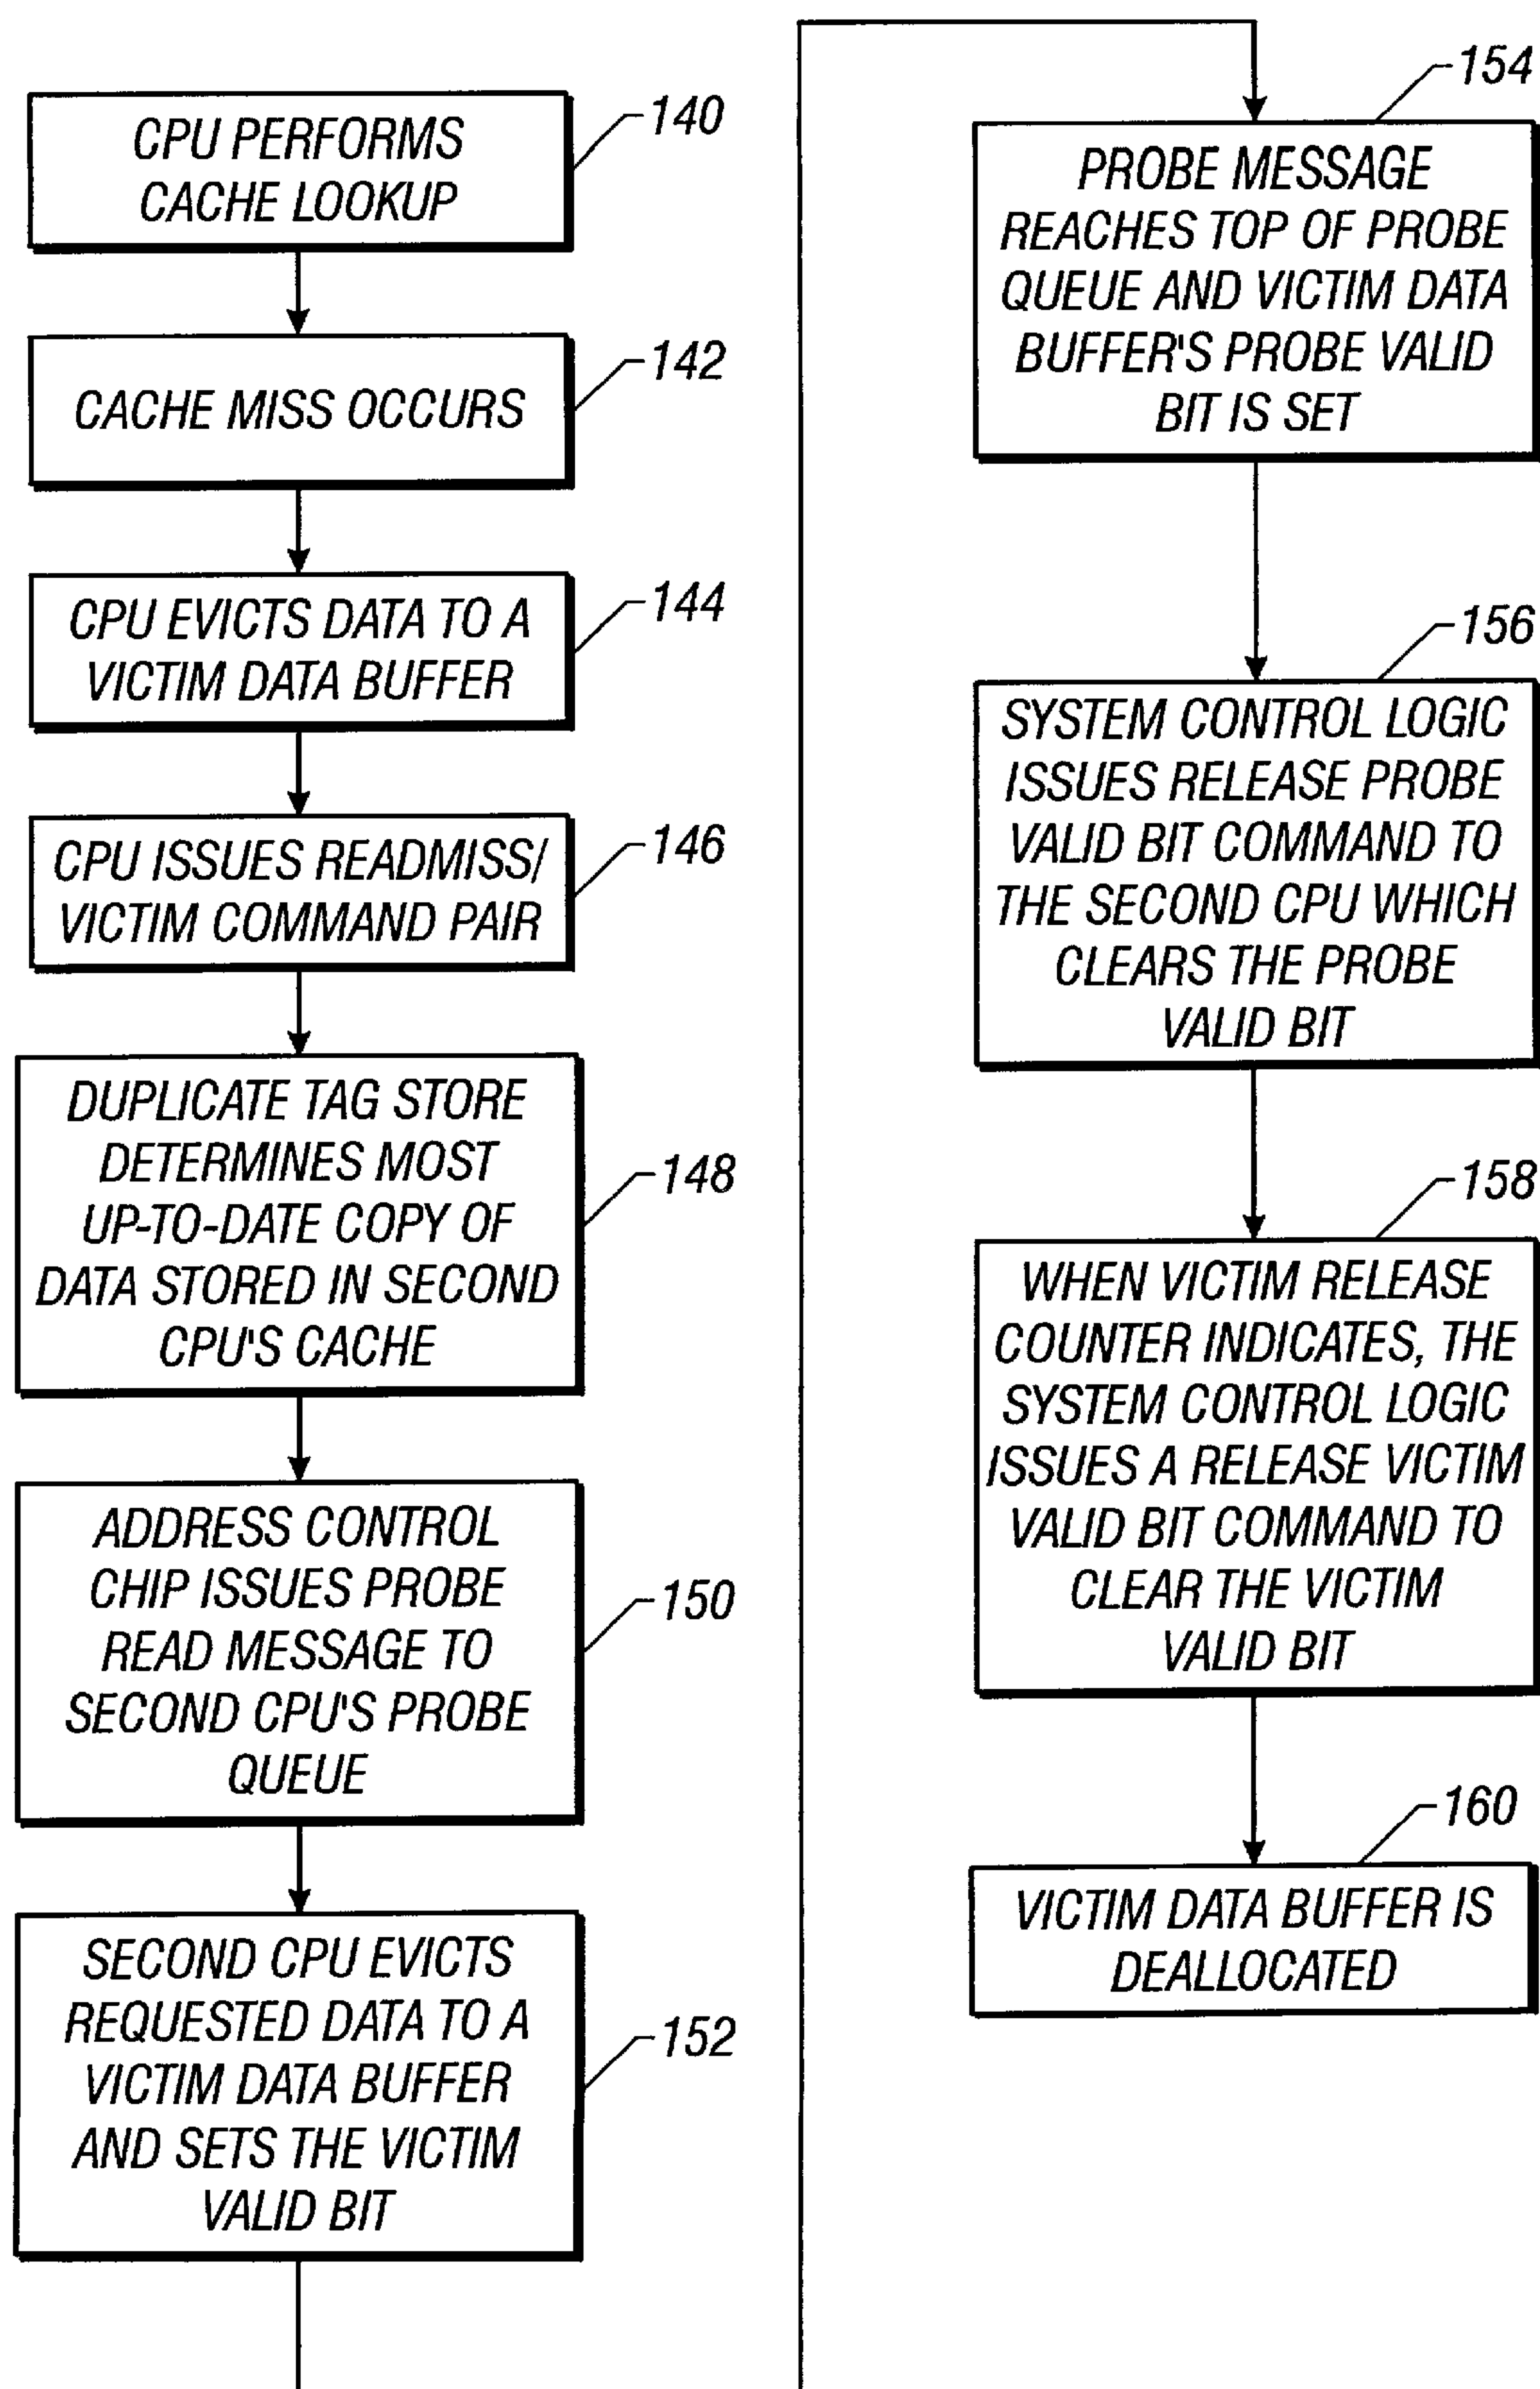 CPU PERFORMS
CACHE LOOKUP
140
CACHE MISS OCCURS
142
CPU EVICTS DATA TO A
VICTIM DATA BUFFER
144
CPU ISSUES READMISS/
VICTIM COMMAND PAIR
146
DUPLICATE TAG STORE
DETERMINES MOST
UP-TO-DATE COPY OF
DATA STORED IN SECOND
CPU'S CACHE
148
ADDRESS CONTROL
CHIP ISSUES PROBE
READ MESSAGE TO
SECOND CPU'S PROBE
QUEUE
150
SECOND CPU EVICTS
REQUESTED DATA TO A
VICTIM DATA BUFFER
AND SETS THE VICTIM
VALID BIT
152
154
PROBE MESSAGE
REACHES TOP OF PROBE
QUEUE AND VICTIM DATA
BUFFER'S PROBE VALID
BIT IS SET
156
SYSTEM CONTROL LOGIC
ISSUES RELEASE PROBE
VALID BIT COMMAND TO
THE SECOND CPU WHICH
CLEARS THE PROBE
VALID BIT
158
WHEN VICTIM RELEASE
COUNTER INDICATES, THE
SYSTEM CONTROL LOGIC
ISSUES A RELEASE VICTIM
VALID BIT COMMAND TO
CLEAR THE VICTIM
VALID BIT
160
VICTIM DATA BUFFER IS
DEALLOCATED